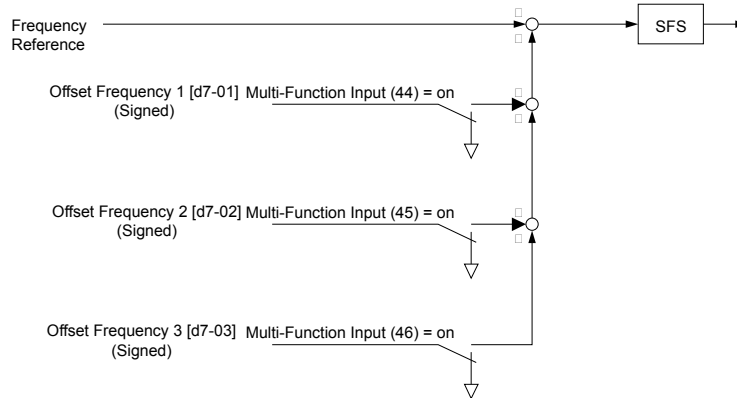 Frequency
Reference
SFS
Offset Frequency 1 [d7-01] Multi-Function Input (44) = on
(Signed)
Offset Frequency 2 [d7-02] Multi-Function Input (45) = on
(Signed)
Offset Frequency 3 [d7-03] Multi-Function Input (46) = on
(Signed)